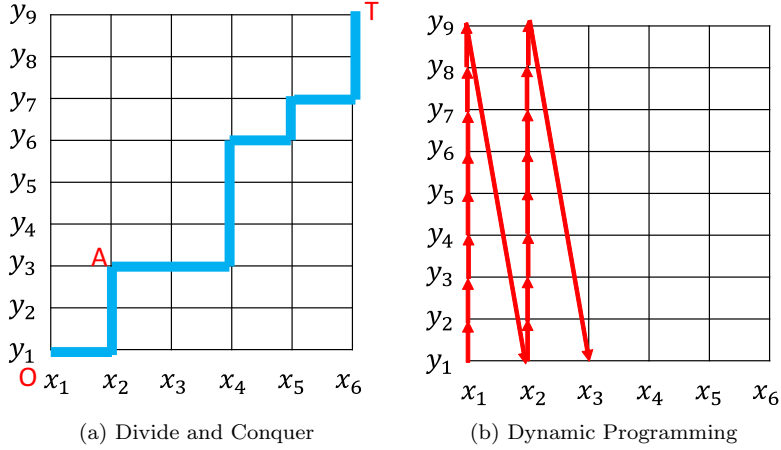 y₉ T
y₈
y₇
y₆
y₅
y₄
A
y₃
y₂
y₁
O x₁ x₂ x₃ x₄ x₅ x₆
(a) Divide and Conquer
y₉
y₈
y₇
y₆
y₅
y₄
y₃
y₂
y₁
x₁ x₂ x₃ x₄ x₅ x₆
(b) Dynamic Programming